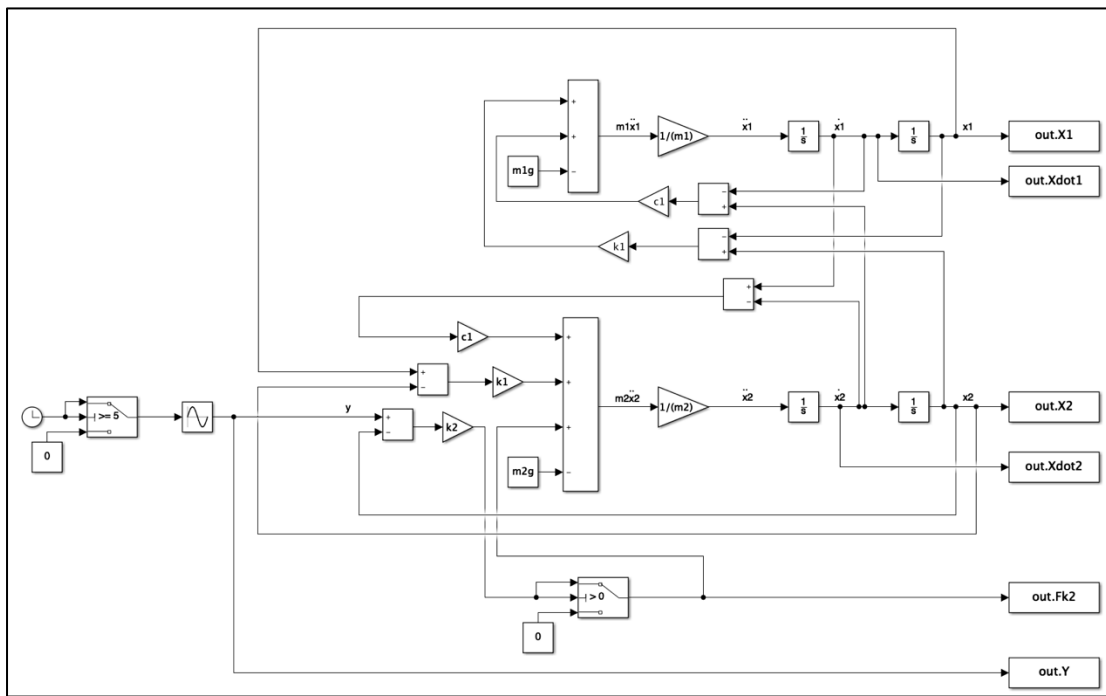 +
+
−
m1g
m1ẍ1
1/(m1)
ẍ1
1
s
ẋ1
1
s
x1
out.X1
out.Xdot1
c1
−
+
k1
−
+
+
−
c1
+
−
k1
+
+
+
−
m2g
m2ẍ2
1/(m2)
ẍ2
1
s
ẋ2
1
s
x2
out.X2
out.Xdot2
>= 5
0
y
+
−
k2
> 0
0
out.Fk2
out.Y